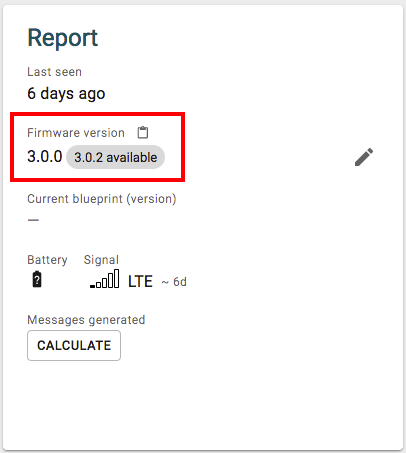 Report
Last seen
6 days ago
Firmware version
3.0.0 3.0.2 available
Current blueprint (version)
—
Battery Signal
? LTE ~ 6d
Messages generated
CALCULATE